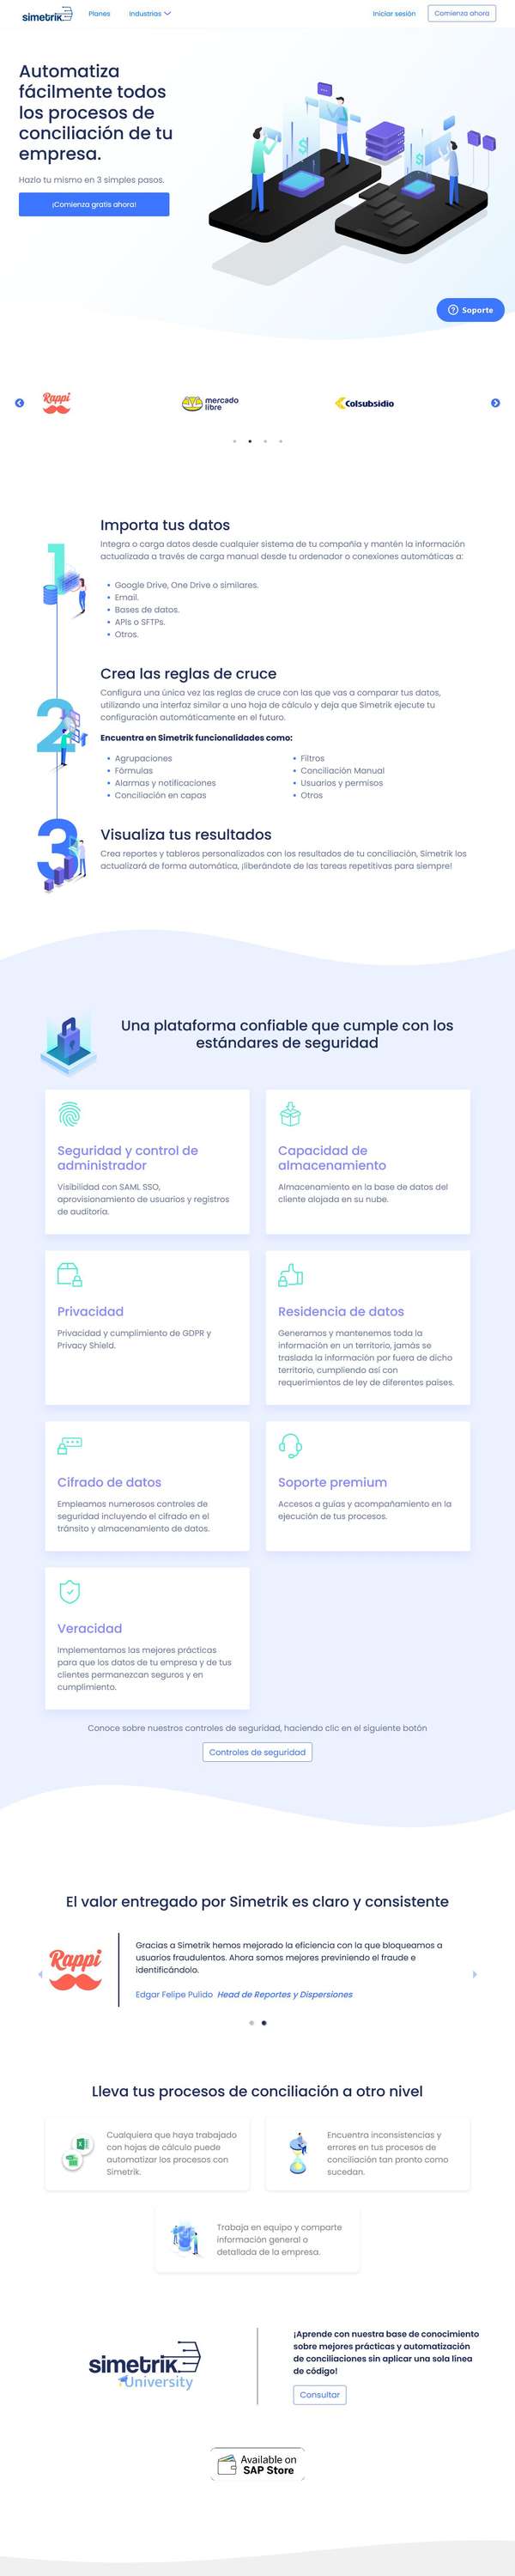 simetrik
Planes
Industrias
Iniciar sesión
Comienza ahora
Automatiza
fácilmente todos
los procesos de
conciliación de tu
empresa.
Hazlo tu mismo en 3 simples pasos.
¡Comienza gratis ahora!
Soporte
Rappi
mercado
libre
Colsubsidio
1
Importa tus datos
Integra o carga datos desde cualquier sistema de tu compañía y mantén la información
actualizada a través de carga manual desde tu ordenador o conexiones automáticas a:
• Google Drive, One Drive o similares.
• Email.
• Bases de datos.
• APIs o SFTPs.
• Otros.
2
Crea las reglas de cruce
Configura una única vez las reglas de cruce con las que vas a comparar tus datos,
utilizando una interfaz similar a una hoja de cálculo y deja que Simetrik ejecute tu
configuración automáticamente en el futuro.
Encuentra en Simetrik funcionalidades como:
• Agrupaciones
• Fórmulas
• Alarmas y notificaciones
• Conciliación en capas
• Filtros
• Conciliación Manual
• Usuarios y permisos
• Otros
3
Visualiza tus resultados
Crea reportes y tableros personalizados con los resultados de tu conciliación, Simetrik los
actualizará de forma automática, ¡liberándote de las tareas repetitivas para siempre!
Una plataforma confiable que cumple con los
estándares de seguridad
Seguridad y control de
administrador
Visibilidad con SAML SSO,
aprovisionamiento de usuarios y registros
de auditoría.
Capacidad de
almacenamiento
Almacenamiento en la base de datos del
cliente alojada en su nube.
Privacidad
Privacidad y cumplimiento de GDPR y
Privacy Shield.
Residencia de datos
Generamos y mantenemos toda la
información en un territorio, jamás se
traslada la información por fuera de dicho
territorio, cumpliendo así con
requerimientos de ley de diferentes países.
Cifrado de datos
Empleamos numerosos controles de
seguridad incluyendo el cifrado en el
tránsito y almacenamiento de datos.
Soporte premium
Accesos a guías y acompañamiento en la
ejecución de tus procesos.
Veracidad
Implementamos las mejores prácticas
para que los datos de tu empresa y de tus
clientes permanezcan seguros y en
cumplimiento.
Conoce sobre nuestros controles de seguridad, haciendo clic en el siguiente botón
Controles de seguridad
El valor entregado por Simetrik es claro y consistente
Rappi
Gracias a Simetrik hemos mejorado la eficiencia con la que bloqueamos a
usuarios fraudulentos. Ahora somos mejores previniendo el fraude e
identificándolo.
Edgar Felipe Pulido Head de Reportes y Dispersiones
Lleva tus procesos de conciliación a otro nivel
Cualquiera que haya trabajado
con hojas de cálculo puede
automatizar los procesos con
Simetrik.
Encuentra inconsistencias y
errores en tus procesos de
conciliación tan pronto como
sucedan.
Trabaja en equipo y comparte
información general o
detallada de la empresa.
simetrik
University
¡Aprende con nuestra base de conocimiento
sobre mejores prácticas y automatización
de conciliaciones sin aplicar una sola línea
de código!
Consultar
Available on
SAP Store